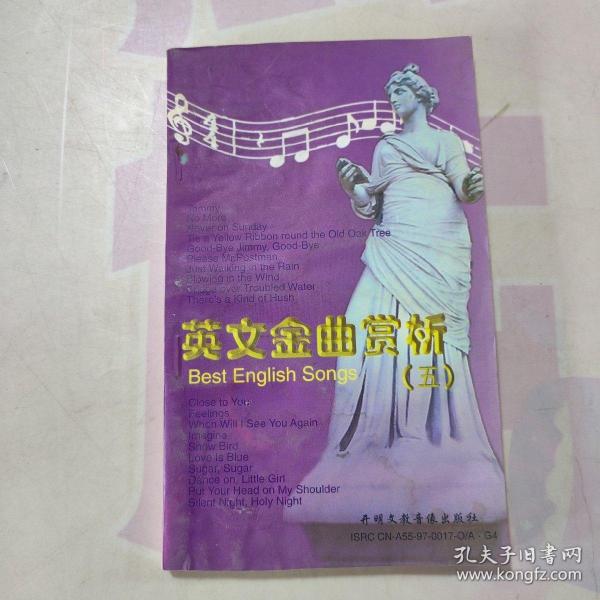 Jimmy
No More
Never on Sunday
Tie a Yellow Ribbon round the Old Oak Tree
Good-Bye Jimmy, Good-Bye
Please Mr. Postman
Just Walking in the Rain
Blowing in the Wind
Bridge over Troubled Water
There's a Kind of Hush
英文金曲赏析
Best English Songs
(五)
Close to You
Feelings
When Will I See You Again
Imagine
Snow Bird
Love is Blue
Sugar, Sugar
Dance on, Little Girl
Put Your Head on My Shoulder
Silent Night, Holy Night
开明文教音像出版社
ISRC CN-A55-97-0017-O/A·G4
孔夫子旧书网
www.kongfz.com